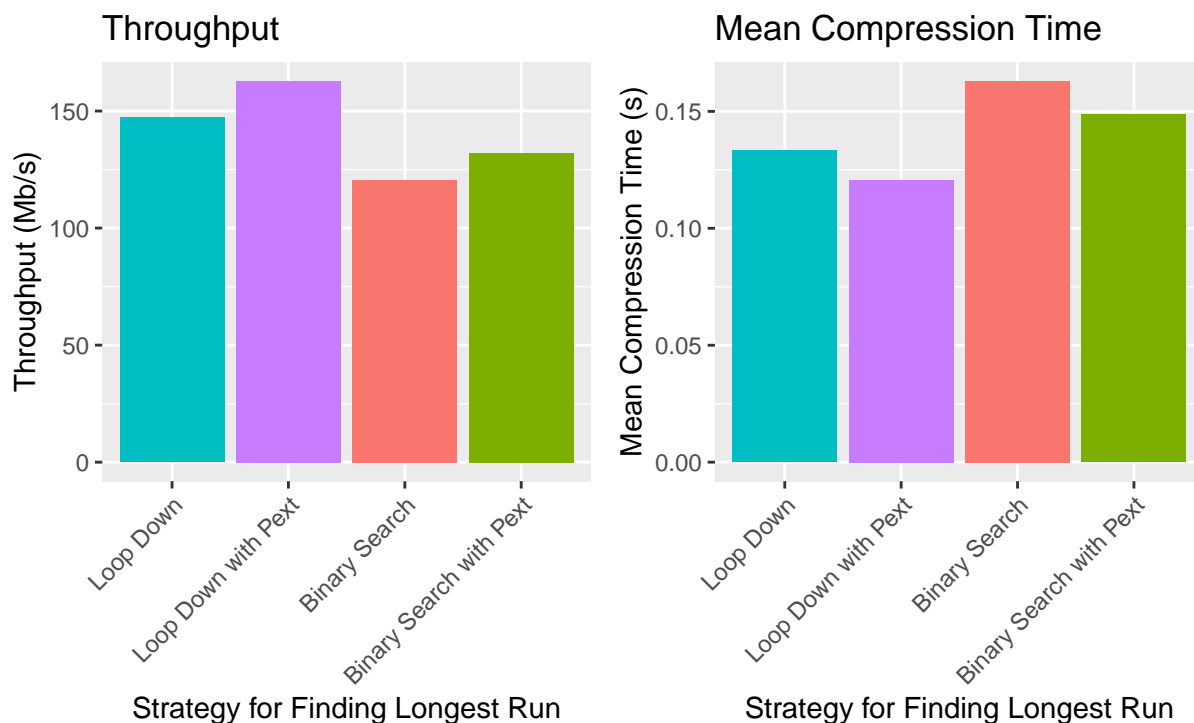 Throughput
Throughput (Mb/s)
150
100
50
0
Loop Down
Loop Down with Pext
Binary Search
Binary Search with Pext
Strategy for Finding Longest Run
Mean Compression Time
Mean Compression Time (s)
0.15
0.10
0.05
0.00
Loop Down
Loop Down with Pext
Binary Search
Binary Search with Pext
Strategy for Finding Longest Run